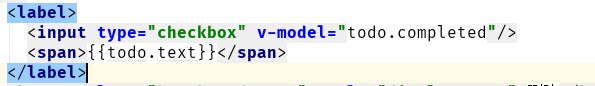 <label>
<input type="checkbox" v-model="todo.completed"/>
<span>{{todo.text}}</span>
</label>